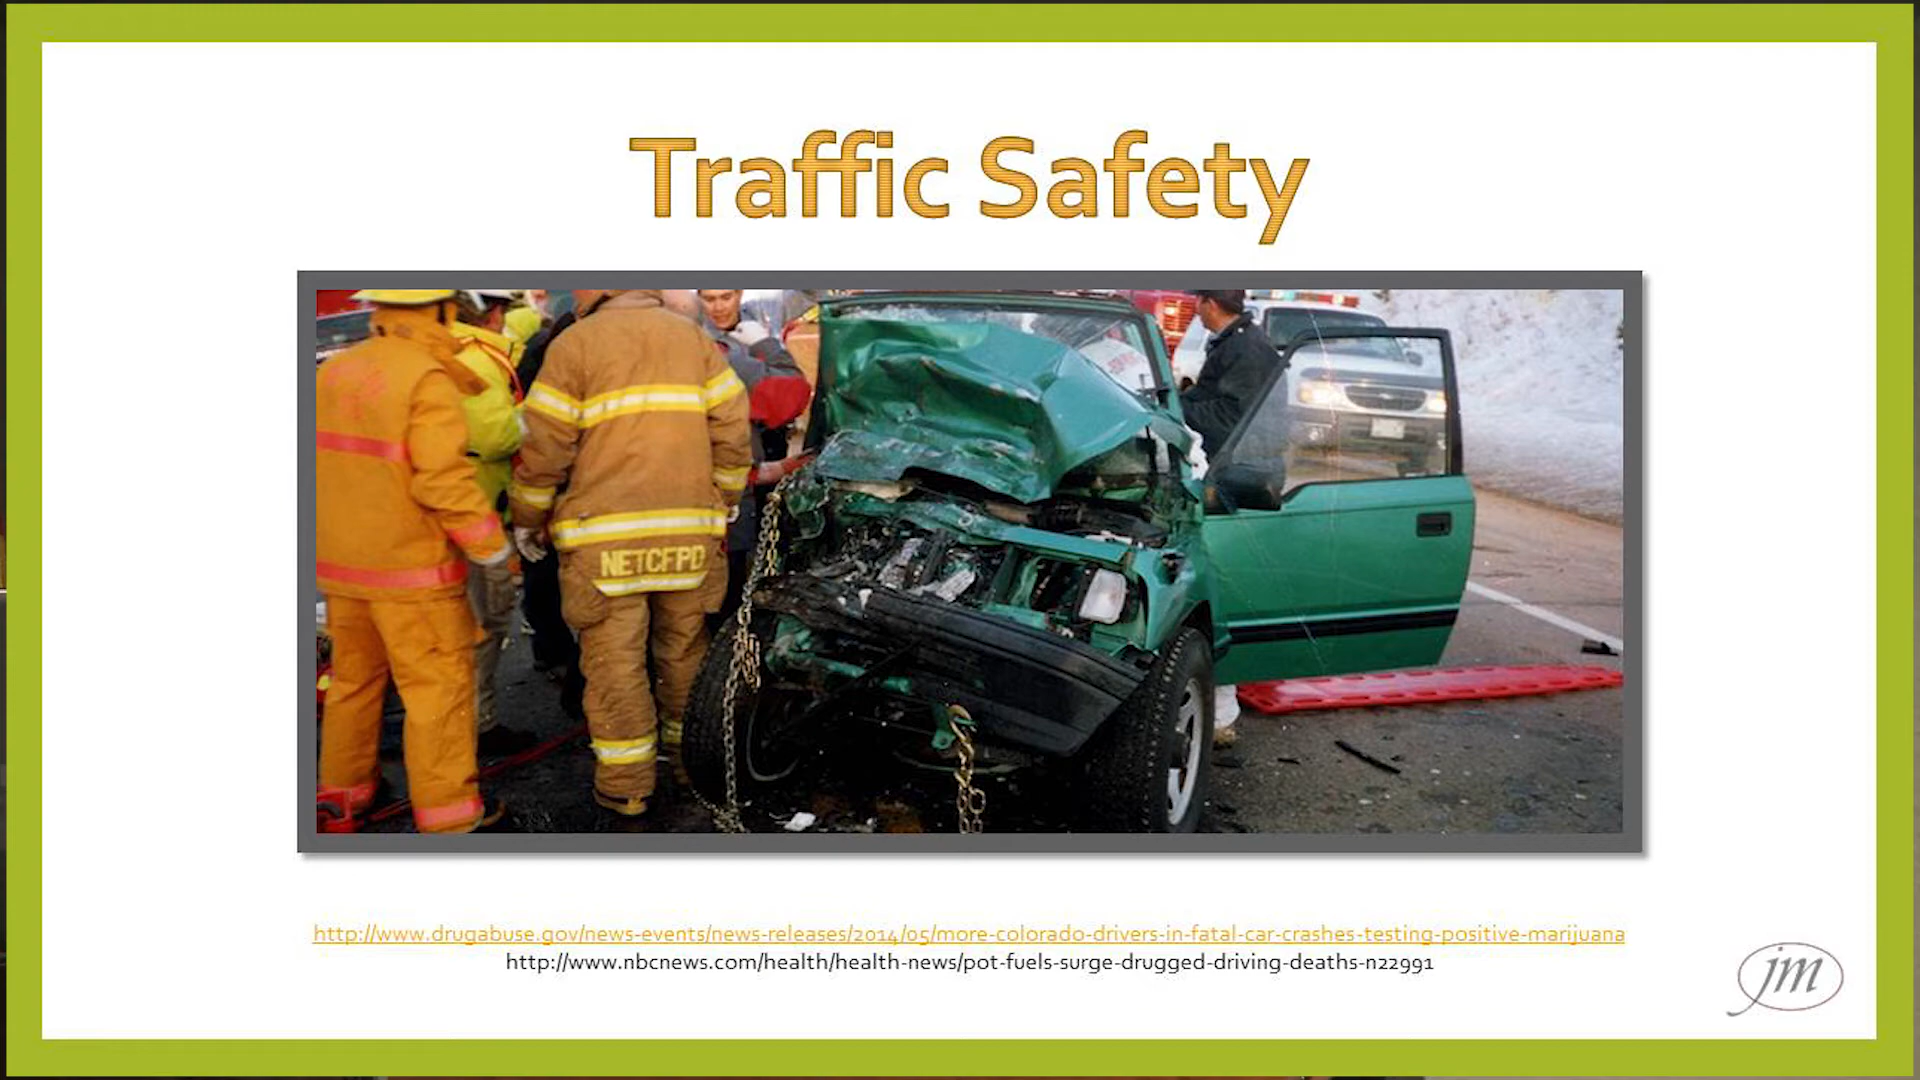 Traffic Safety
NETCFPD
http://www.drugabuse.gov/news-events/news-releases/2014/05/more-colorado-drivers-in-fatal-car-crashes-testing-positive-marijuana
http://www.nbcnews.com/health/health-news/pot-fuels-surge-drugged-driving-deaths-n22991
jm